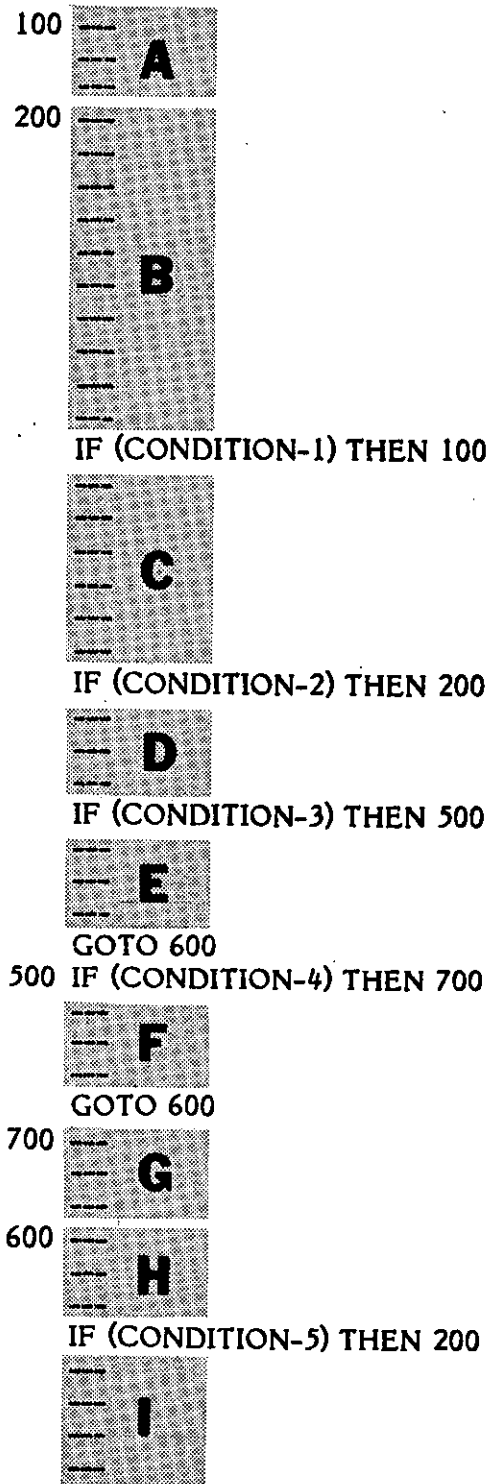 100 A
200
B
IF (CONDITION-1) THEN 100
C
IF (CONDITION-2) THEN 200
D
IF (CONDITION-3) THEN 500
E
GOTO 600
500 IF (CONDITION-4) THEN 700
F
GOTO 600
700 G
600 H
IF (CONDITION-5) THEN 200
I